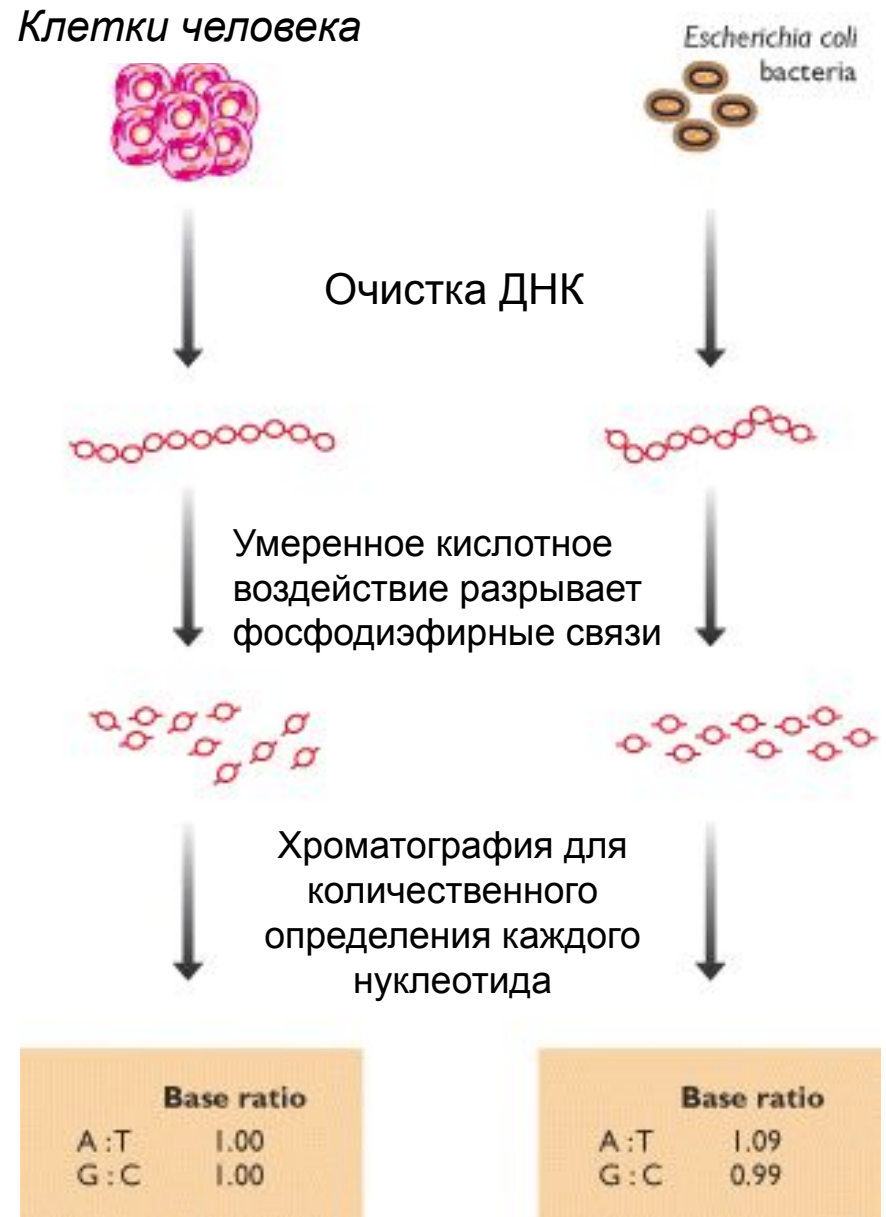 Клетки человека
Escherichia coli
bacteria
Очистка ДНК
Умеренное кислотное
воздействие разрывает
фосфодиэфирные связи
Хроматография для
количественного
определения каждого
нуклеотида
Base ratio
A:T 1.00
G:C 1.00
Base ratio
A:T 1.09
G:C 0.99